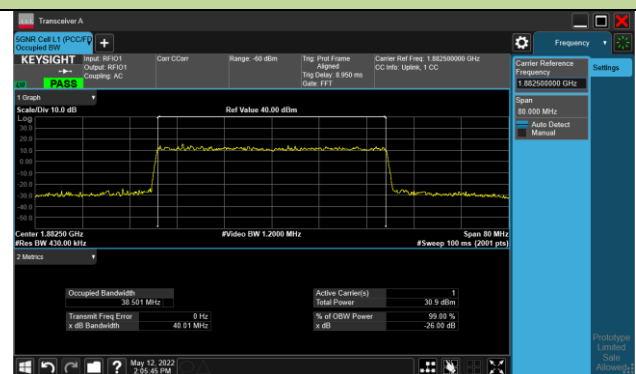 Transceiver A
5GNR Cell L1 (PCC/FD
Occupied BW
Frequency
KEYSIGHT
Input: RFIO1
Output: RFIO1
Coupling: AC
Corr CCorr
Range: -60 dBm
Trig: Prot Frame
Aligned
Trig Delay: 8.950 ms
Gate: FFT
Carrier Ref Freq: 1.882500000 GHz
CC Info: Uplink, 1 CC
PASS
Carrier Reference
Frequency
1.882500000 GHz
Settings
Span
80.000 MHz
Auto Detect
Manual
1 Graph
Scale/Div 10.0 dB
Ref Value 40.00 dBm
Log
30.0
20.0
10.0
0.00
-10.0
-20.0
-30.0
-40.0
-50.0
Center 1.88250 GHz
#Video BW 1.2000 MHz
Span 80 MHz
#Res BW 430.00 kHz
#Sweep 100 ms (2001 pts)
2 Metrics
Occupied Bandwidth
38.501 MHz
Active Carrier(s) 1
Total Power 30.9 dBm
Transmit Freq Error 0 Hz
x dB Bandwidth 40.01 MHz
% of OBW Power 99.00 %
x dB -26.00 dB
Prototype
Limited
Sale
Allowed
May 12, 2022
2:05:45 PM